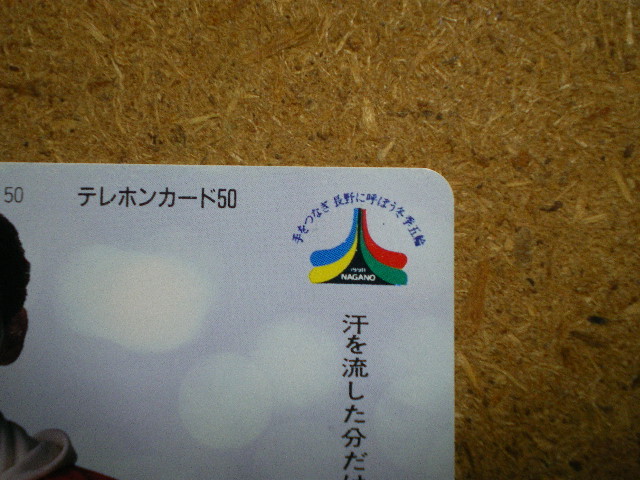 50
テレホンカード50
手をつなぎ 長野に呼ぼう冬季五輪
NAGANO
汗を流した分だけ